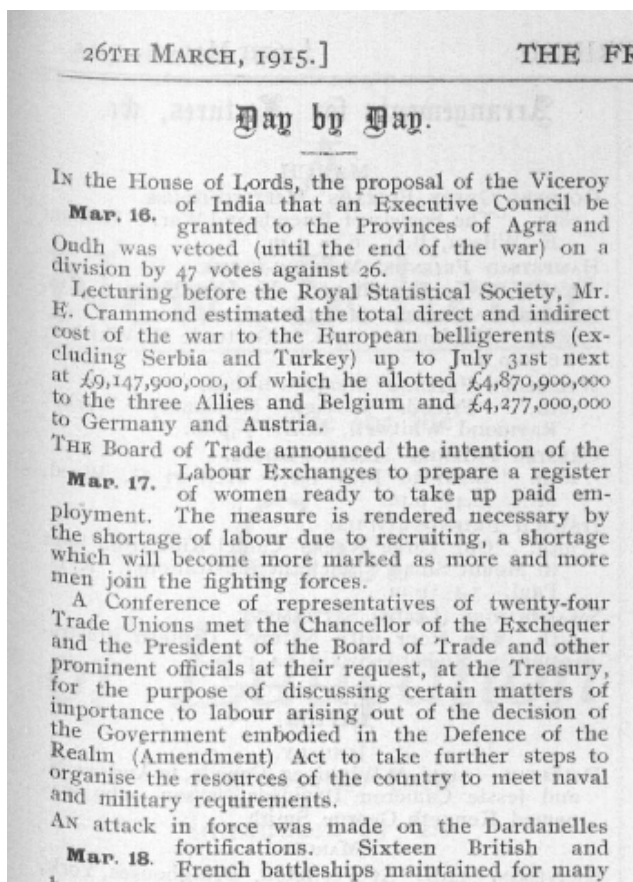 26TH MARCH, 1915.] THE FR
Day by Day.
IN the House of Lords, the proposal of the Viceroy
Mar. 16. of India that an Executive Council be
granted to the Provinces of Agra and
Oudh was vetoed (until the end of the war) on a
division by 47 votes against 26.
Lecturing before the Royal Statistical Society, Mr.
E. Crammond estimated the total direct and indirect
cost of the war to the European belligerents (ex-
cluding Serbia and Turkey) up to July 31st next
at £9,147,900,000, of which he allotted £4,870,900,000
to the three Allies and Belgium and £4,277,000,000
to Germany and Austria.
THE Board of Trade announced the intention of the
Mar. 17. Labour Exchanges to prepare a register
of women ready to take up paid em-
ployment. The measure is rendered necessary by
the shortage of labour due to recruiting, a shortage
which will become more marked as more and more
men join the fighting forces.
A Conference of representatives of twenty-four
Trade Unions met the Chancellor of the Exchequer
and the President of the Board of Trade and other
prominent officials at their request, at the Treasury,
for the purpose of discussing certain matters of
importance to labour arising out of the decision of
the Government embodied in the Defence of the
Realm (Amendment) Act to take further steps to
organise the resources of the country to meet naval
and military requirements.
AN attack in force was made on the Dardanelles
Mar. 18. fortifications. Sixteen British and
French battleships maintained for many